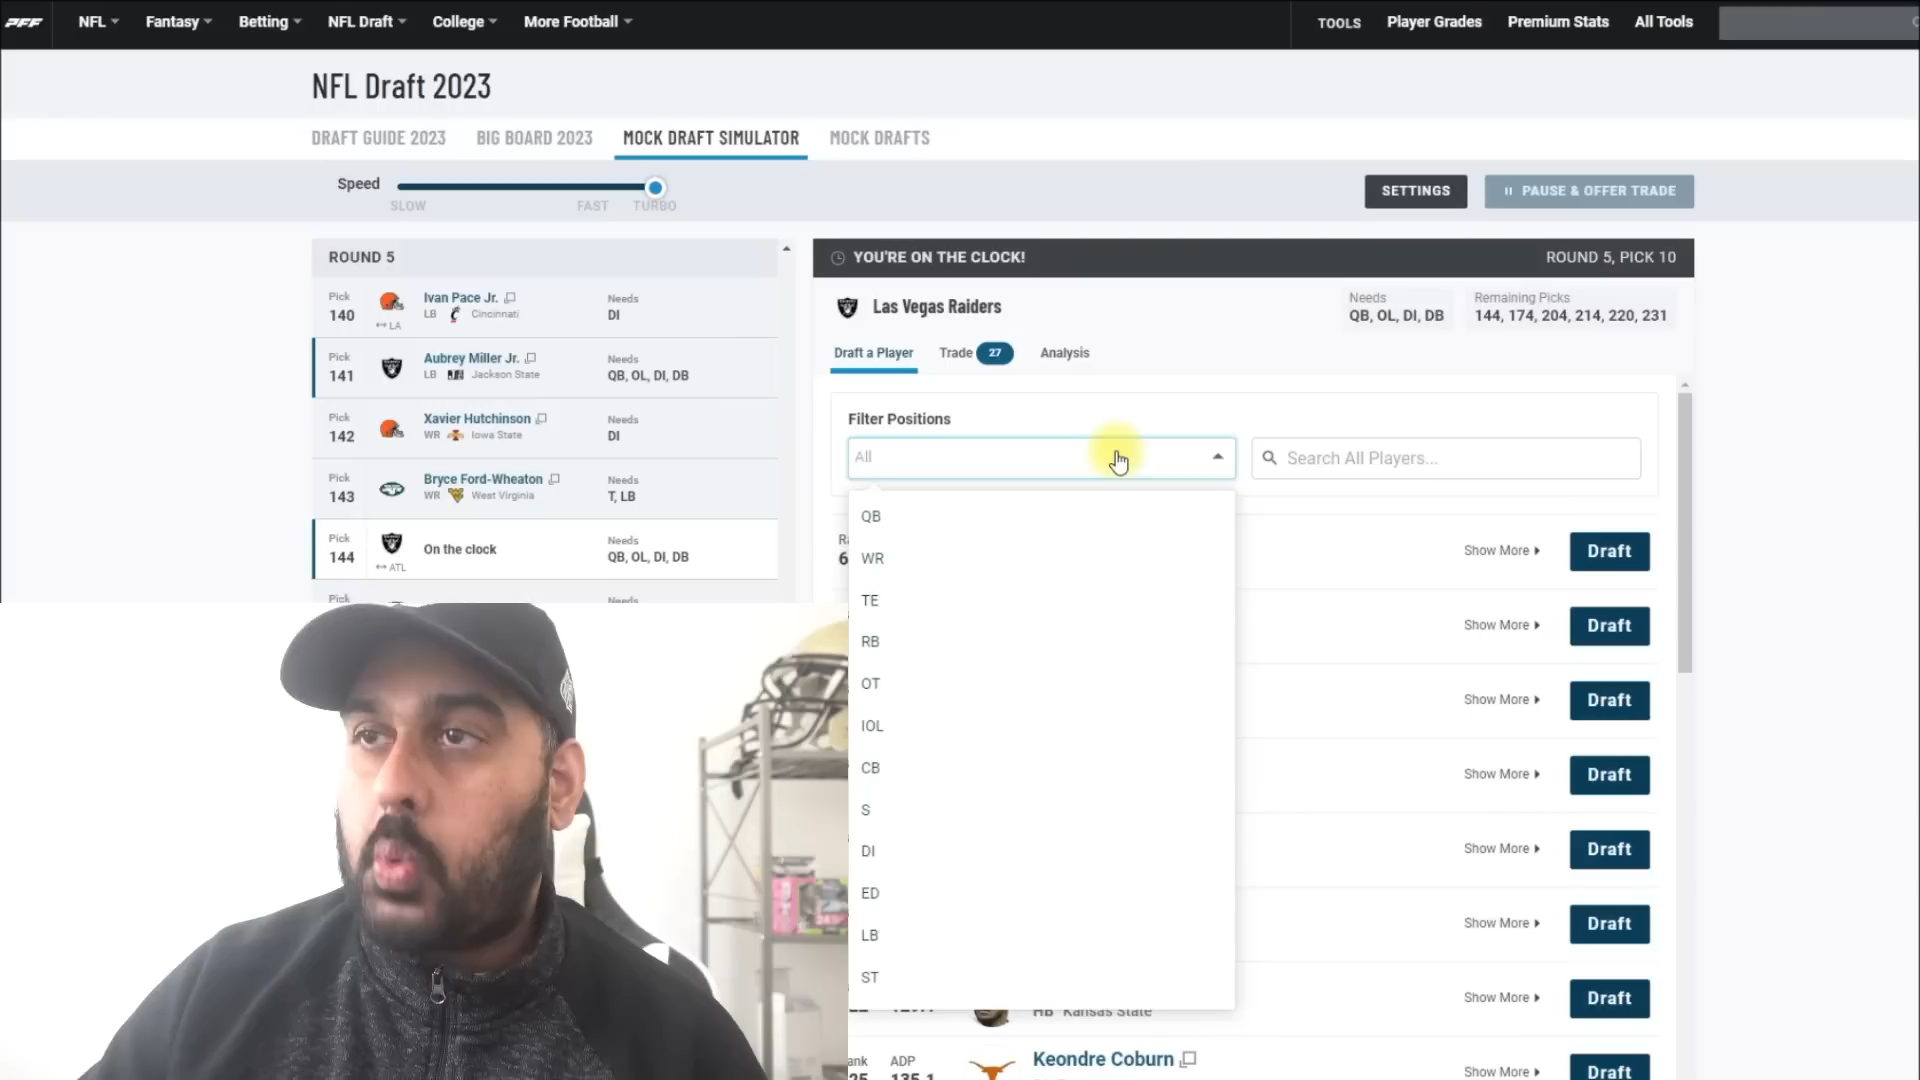 PFF NFL Fantasy Betting NFL Draft College More Football TOOLS Player Grades Premium Stats All Tools
NFL Draft 2023
DRAFT GUIDE 2023 BIG BOARD 2023 MOCK DRAFT SIMULATOR MOCK DRAFTS
Speed
SLOW FAST TURBO
SETTINGS PAUSE & OFFER TRADE
ROUND 5
Pick 140
LA
Ivan Pace Jr.
LB Cincinnati
Needs
DI
Pick 141
Aubrey Miller Jr.
LB Jackson State
Needs
QB, OL, DI, DB
Pick 142
Xavier Hutchinson
WR Iowa State
Needs
DI
Pick 143
Bryce Ford-Wheaton
WR West Virginia
Needs
T, LB
Pick 144
ATL
On the clock
Needs
QB, OL, DI, DB
Pick Needs
YOU'RE ON THE CLOCK! ROUND 5, PICK 10
Las Vegas Raiders
Needs
QB, OL, DI, DB
Remaining Picks
144, 174, 204, 214, 220, 231
Draft a Player Trade 27 Analysis
Filter Positions
All
Search All Players...
QB
WR
TE
RB
OT
IOL
CB
S
DI
ED
LB
ST
Show More Draft
Show More Draft
Show More Draft
Show More Draft
Show More Draft
Show More Draft
Show More Draft
HB Kansas State
ADP
135.1
Keondre Coburn
Show More Draft